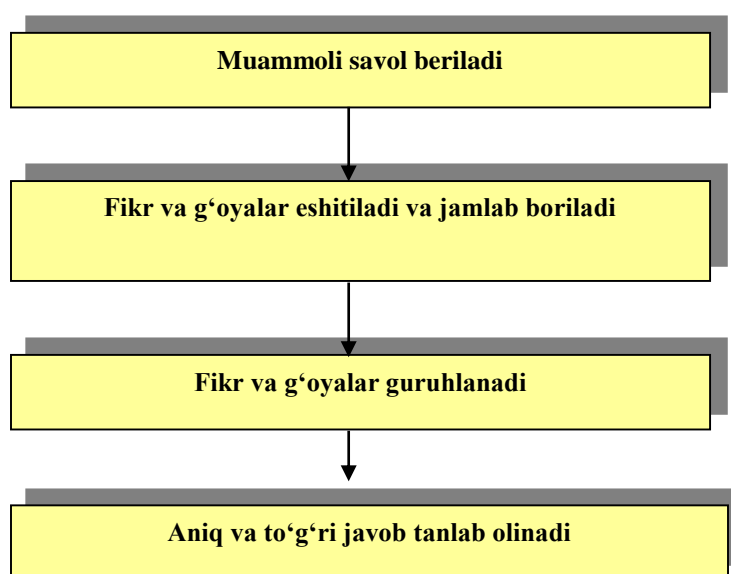 Muammoli savol beriladi
Fikr va g‘oyalar eshitiladi va jamlab boriladi
Fikr va g‘oyalar guruhlanadi
Aniq va to‘g‘ri javob tanlab olinadi